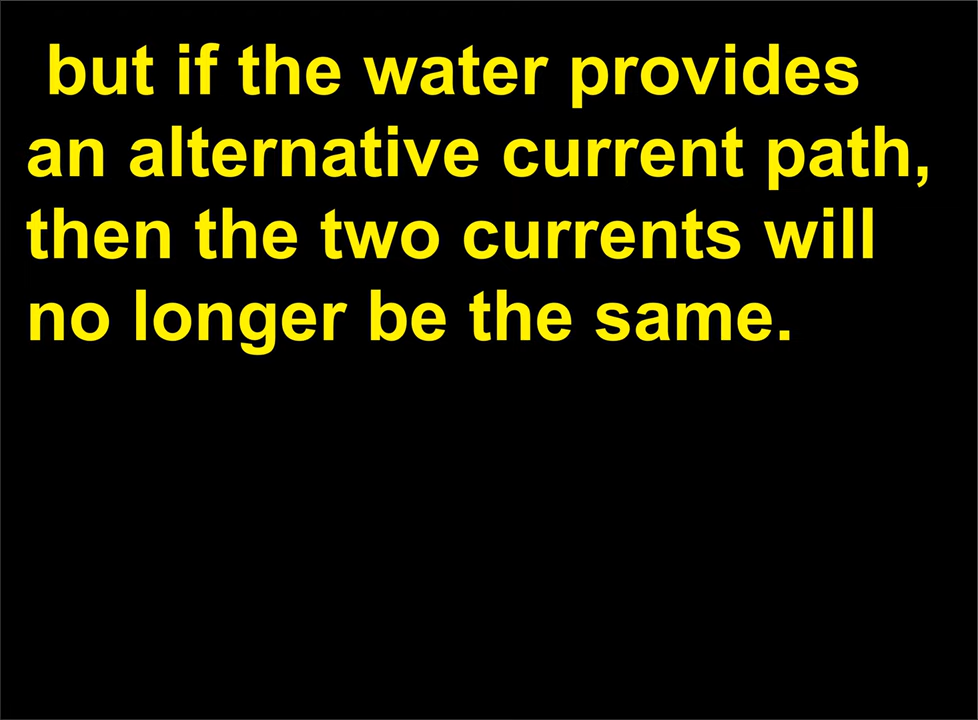 but if the water provides
an alternative current path,
then the two currents will
no longer be the same.